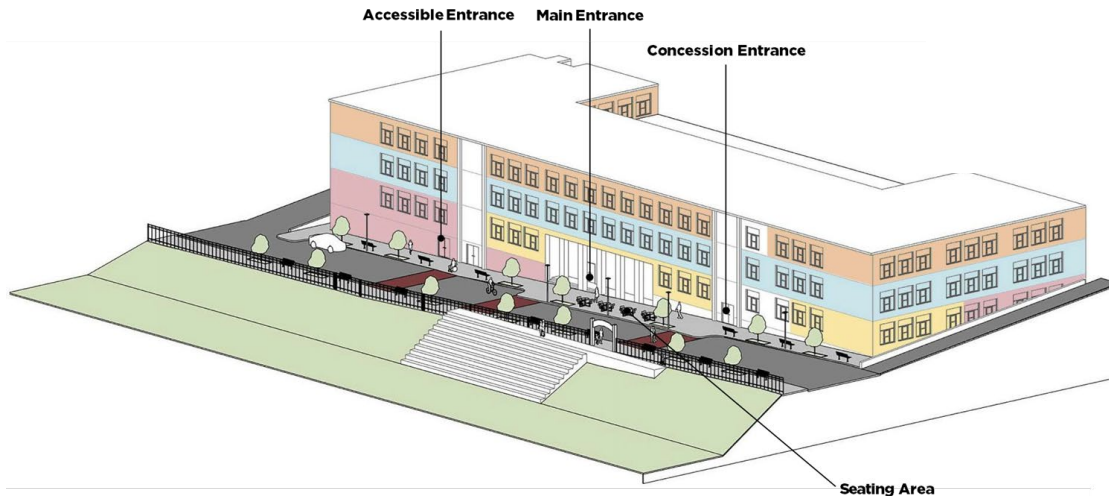 Accessible Entrance
Main Entrance
Concession Entrance
Seating Area